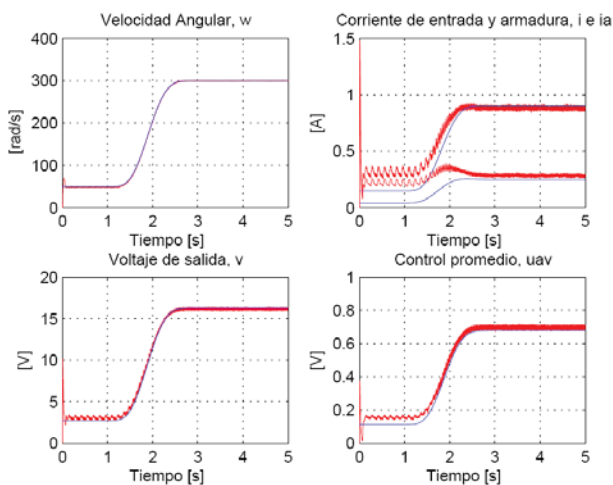 Velocidad Angular, w
400
300
200
100
0
[rad/s]
0 1 2 3 4 5
Tiempo [s]
Corriente de entrada y armadura, i e ia
1.5
1
0.5
0
[A]
0 1 2 3 4 5
Tiempo [s]
Voltaje de salida, v
20
15
10
5
0
[V]
0 1 2 3 4 5
Tiempo [s]
Control promedio, uav
1
0.8
0.6
0.4
0.2
0
[V]
0 1 2 3 4 5
Tiempo [s]